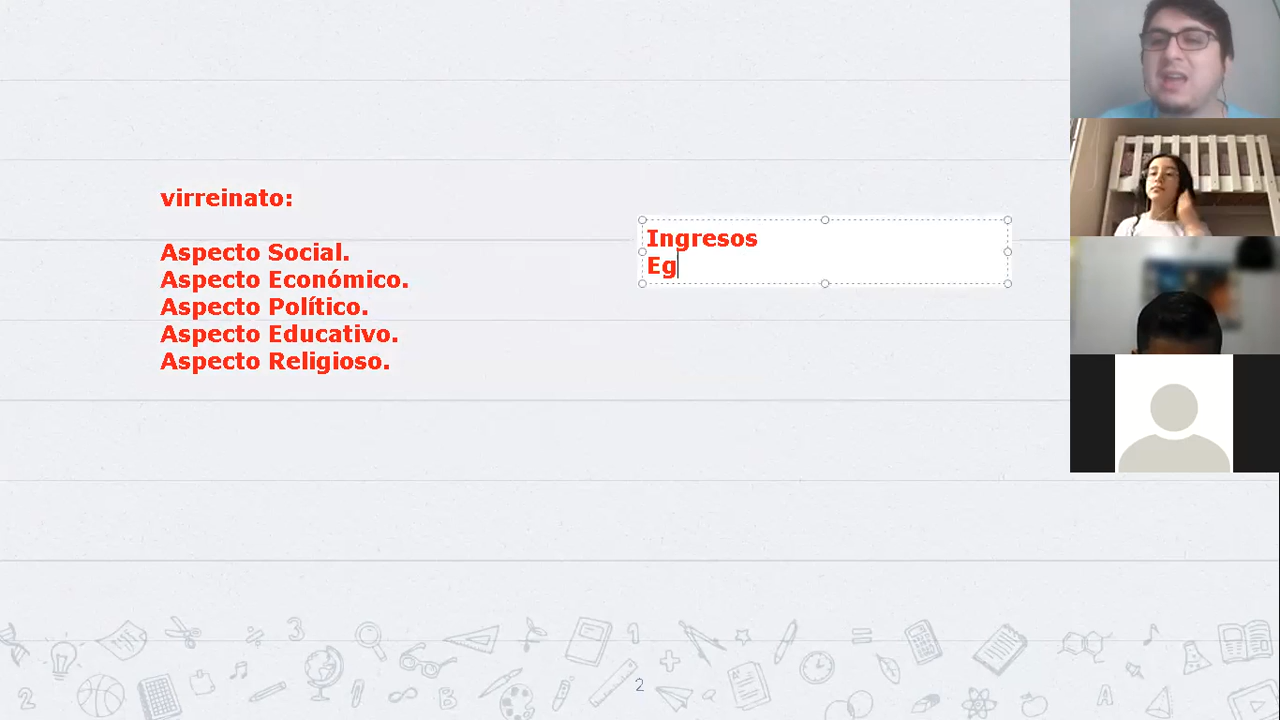 virreinato:
Aspecto Social.
Aspecto Económico.
Aspecto Político.
Aspecto Educativo.
Aspecto Religioso.
Ingresos
Eg
2